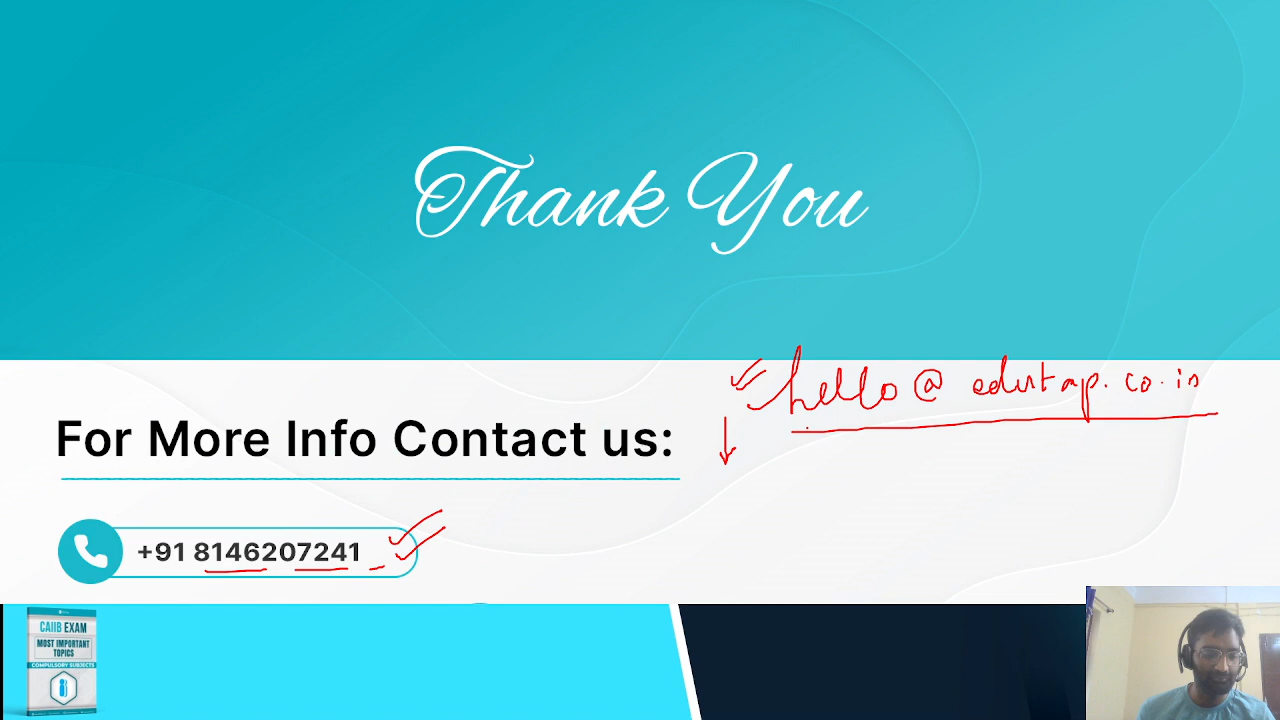 Thank You
hello@edutap.co.in
For More Info Contact us:
+91 8146207241
CAIIB EXAM
MOST IMPORTANT
TOPICS
COMPULSORY SUBJECTS